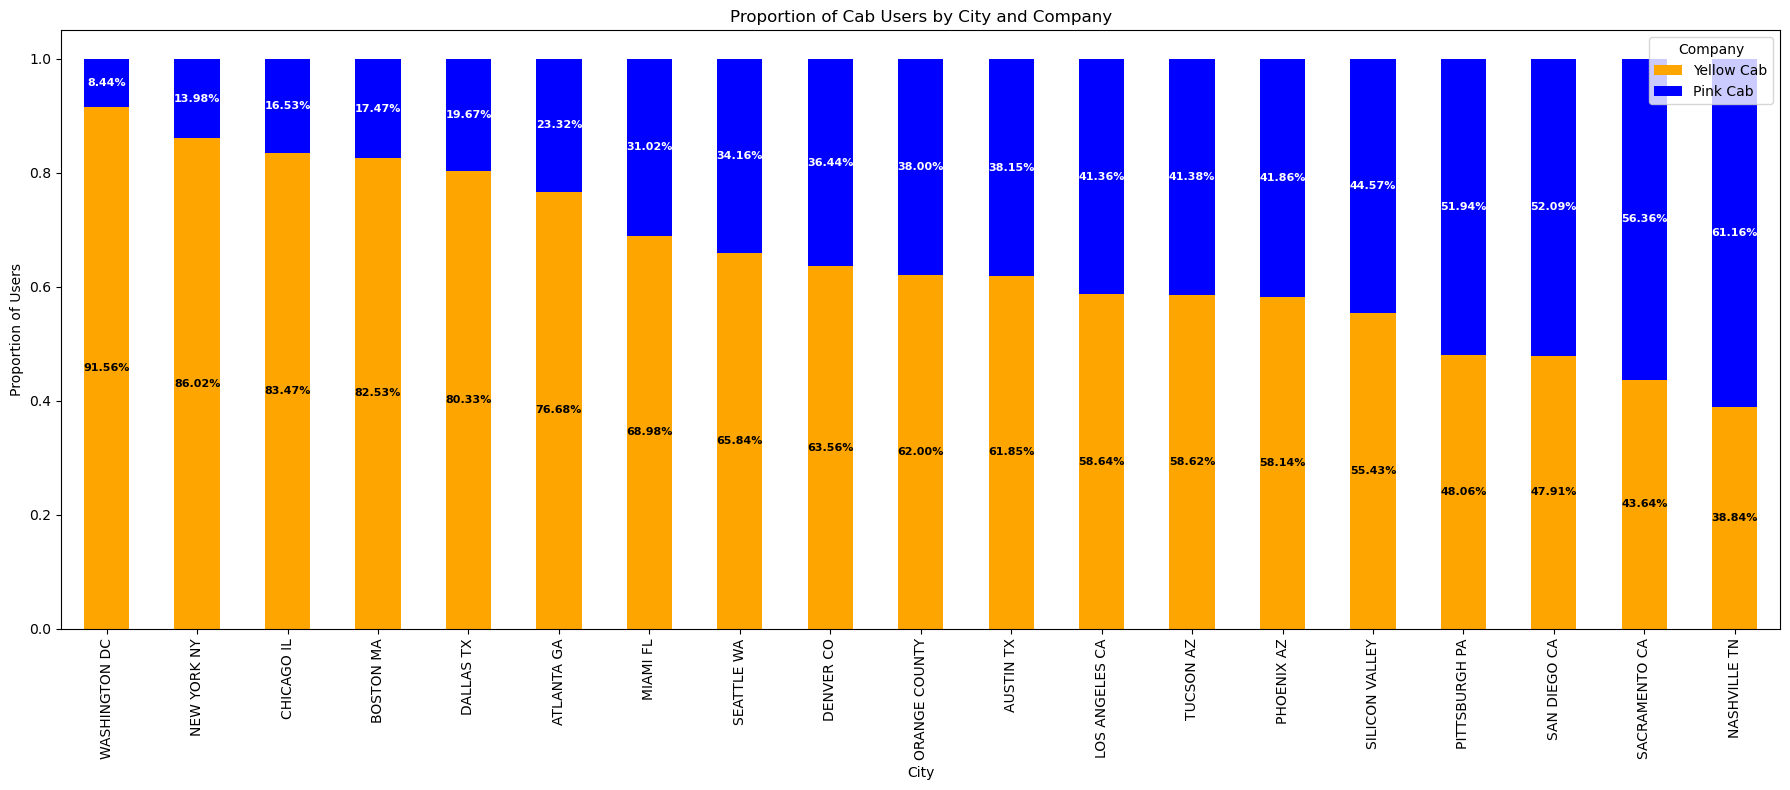 Proportion of Cab Users by City and Company
Company
Yellow Cab
Pink Cab
Proportion of Users
1.0
0.8
0.6
0.4
0.2
0.0
8.44%
13.98%
16.53%
17.47%
19.67%
23.32%
31.02%
34.16%
36.44%
38.00%
38.15%
41.36%
41.38%
41.86%
44.57%
51.94%
52.09%
56.36%
61.16%
91.56%
86.02%
83.47%
82.53%
80.33%
76.68%
68.98%
65.84%
63.56%
62.00%
61.85%
58.64%
58.62%
58.14%
55.43%
48.06%
47.91%
43.64%
38.84%
WASHINGTON DC
NEW YORK NY
CHICAGO IL
BOSTON MA
DALLAS TX
ATLANTA GA
MIAMI FL
SEATTLE WA
DENVER CO
ORANGE COUNTY
AUSTIN TX
LOS ANGELES CA
TUCSON AZ
PHOENIX AZ
SILICON VALLEY
PITTSBURGH PA
SAN DIEGO CA
SACRAMENTO CA
NASHVILLE TN
City